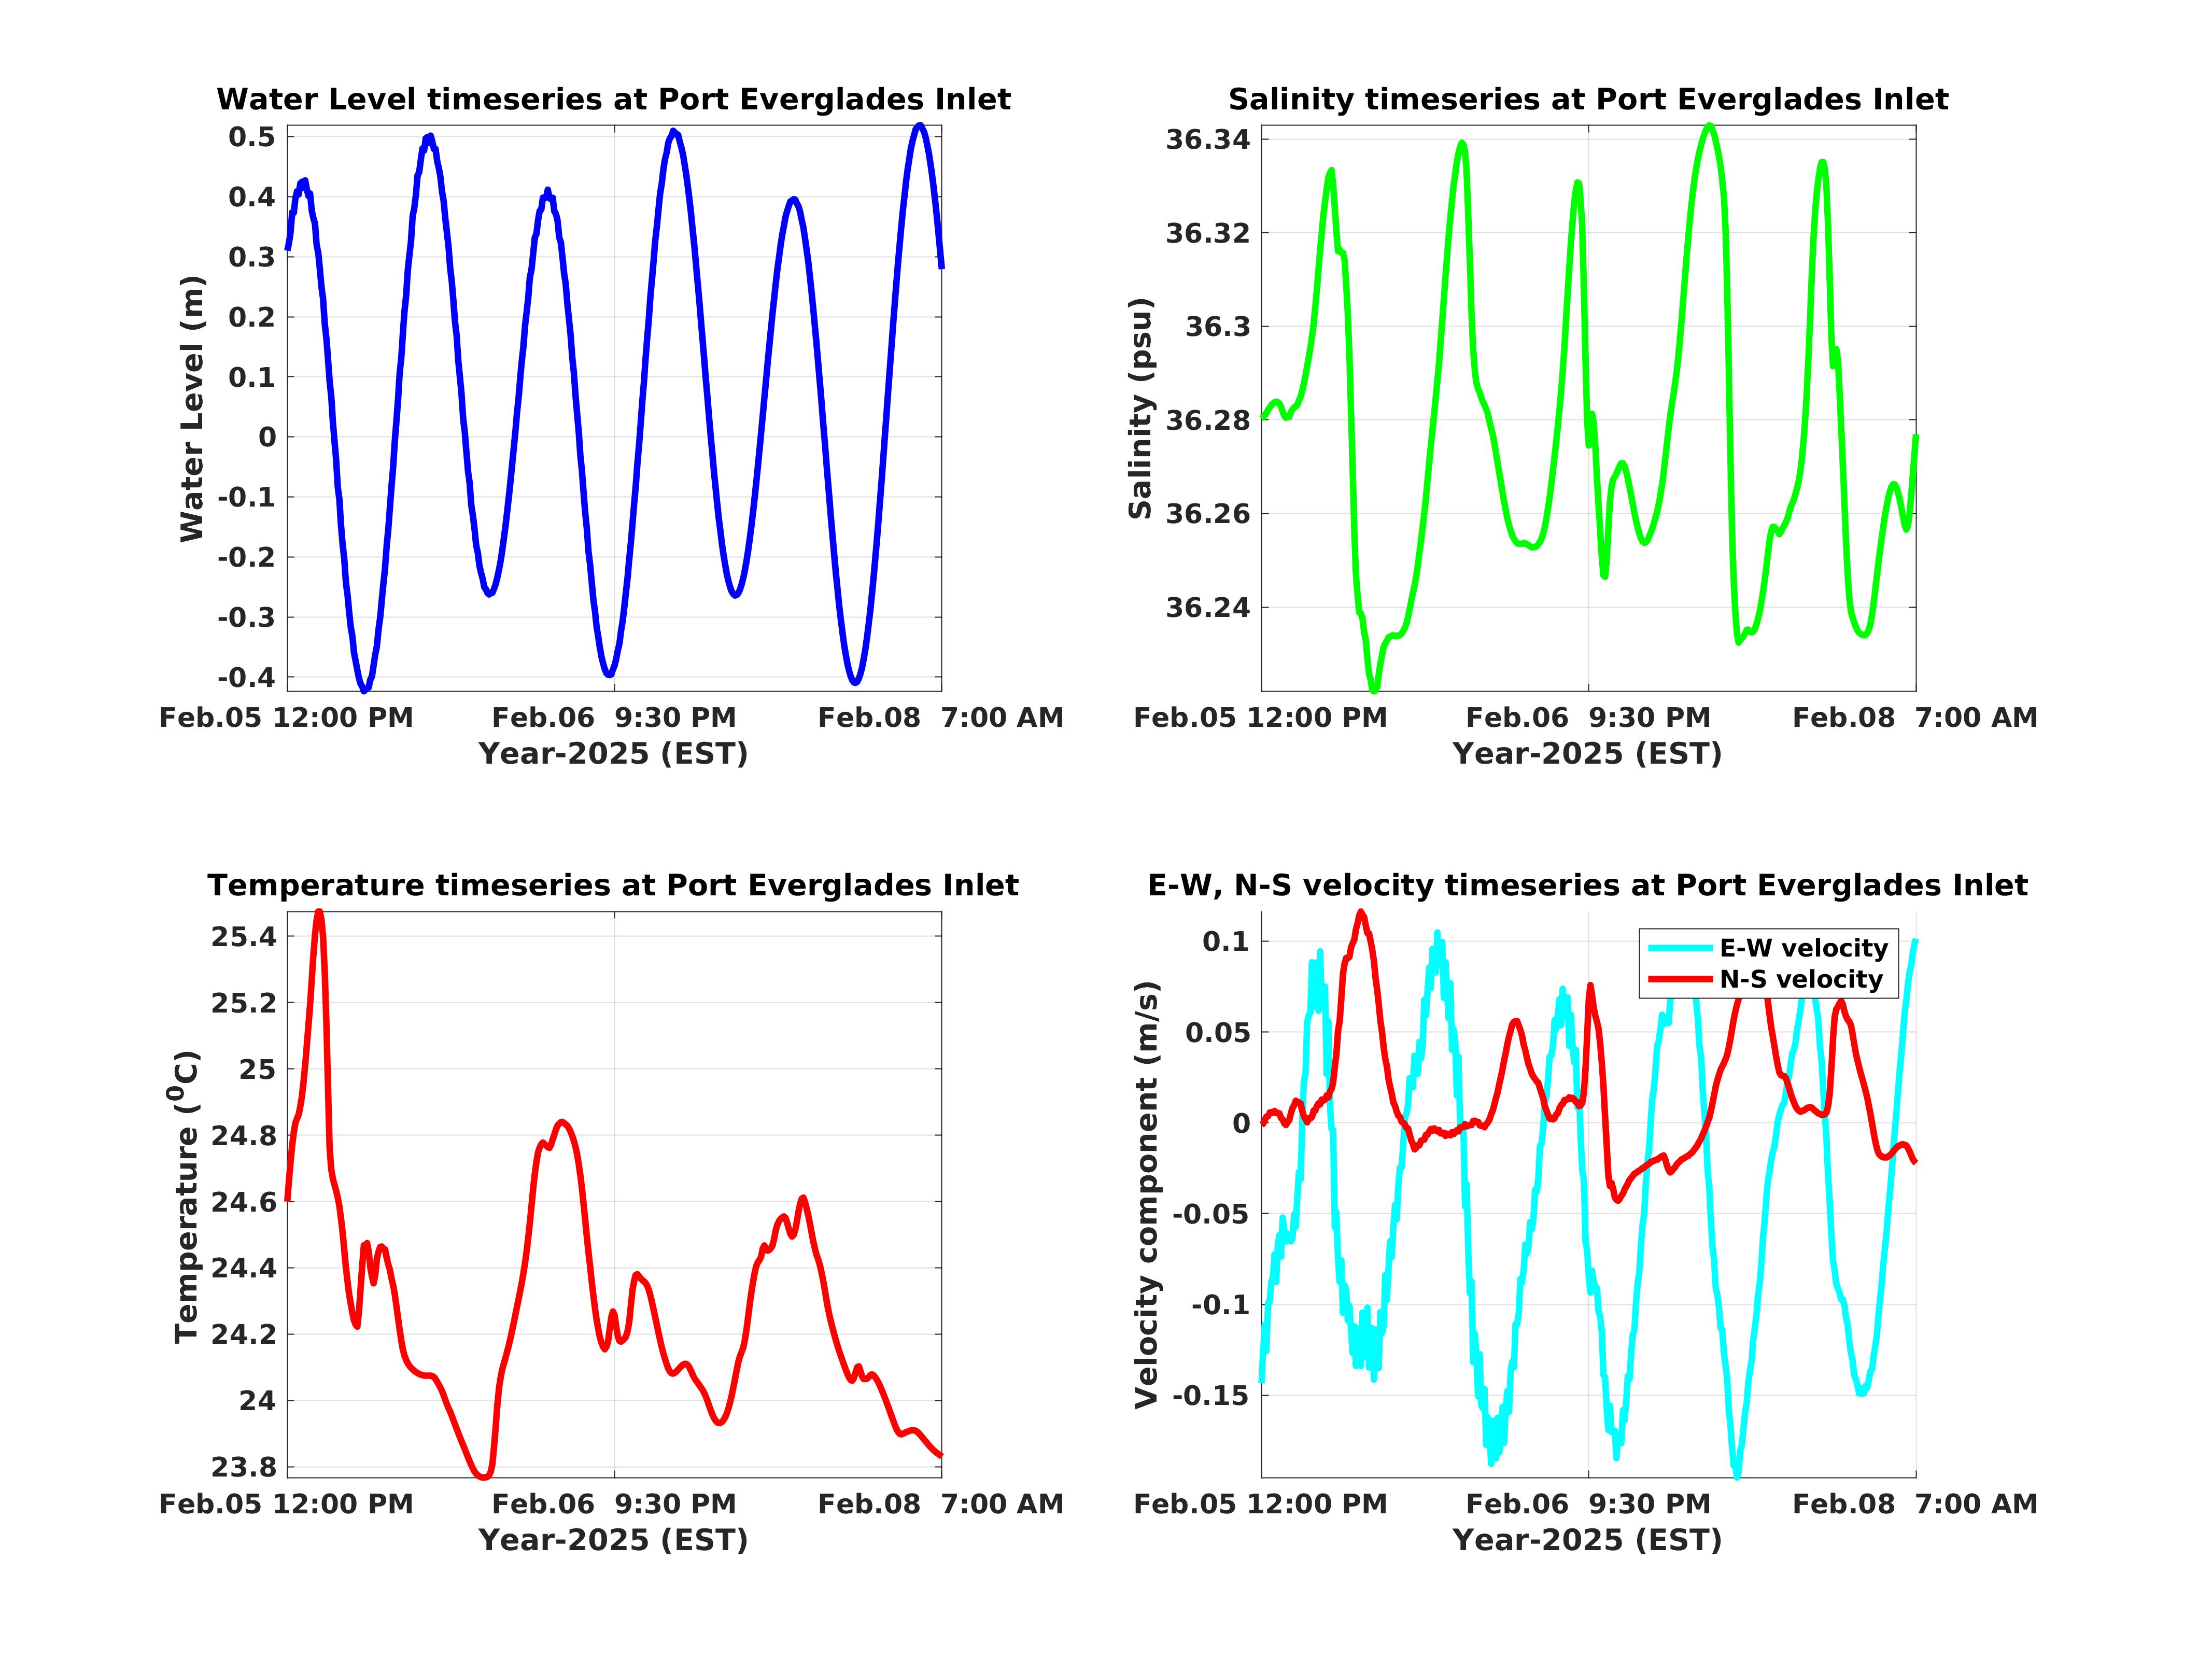 Water Level timeseries at Port Everglades Inlet
0.5
0.4
0.3
0.2
0.1
0
-0.1
-0.2
-0.3
-0.4
Water Level (m)
Feb.05 12:00 PM
Feb.06 9:30 PM
Feb.08 7:00 AM
Year-2025 (EST)
Salinity timeseries at Port Everglades Inlet
36.34
36.32
36.3
36.28
36.26
36.24
Salinity (psu)
Feb.05 12:00 PM
Feb.06 9:30 PM
Feb.08 7:00 AM
Year-2025 (EST)
Temperature timeseries at Port Everglades Inlet
25.4
25.2
25
24.8
24.6
24.4
24.2
24
23.8
Temperature (⁰C)
Feb.05 12:00 PM
Feb.06 9:30 PM
Feb.08 7:00 AM
Year-2025 (EST)
E-W, N-S velocity timeseries at Port Everglades Inlet
0.1
0.05
0
-0.05
-0.1
-0.15
Velocity component (m/s)
E-W velocity
N-S velocity
Feb.05 12:00 PM
Feb.06 9:30 PM
Feb.08 7:00 AM
Year-2025 (EST)